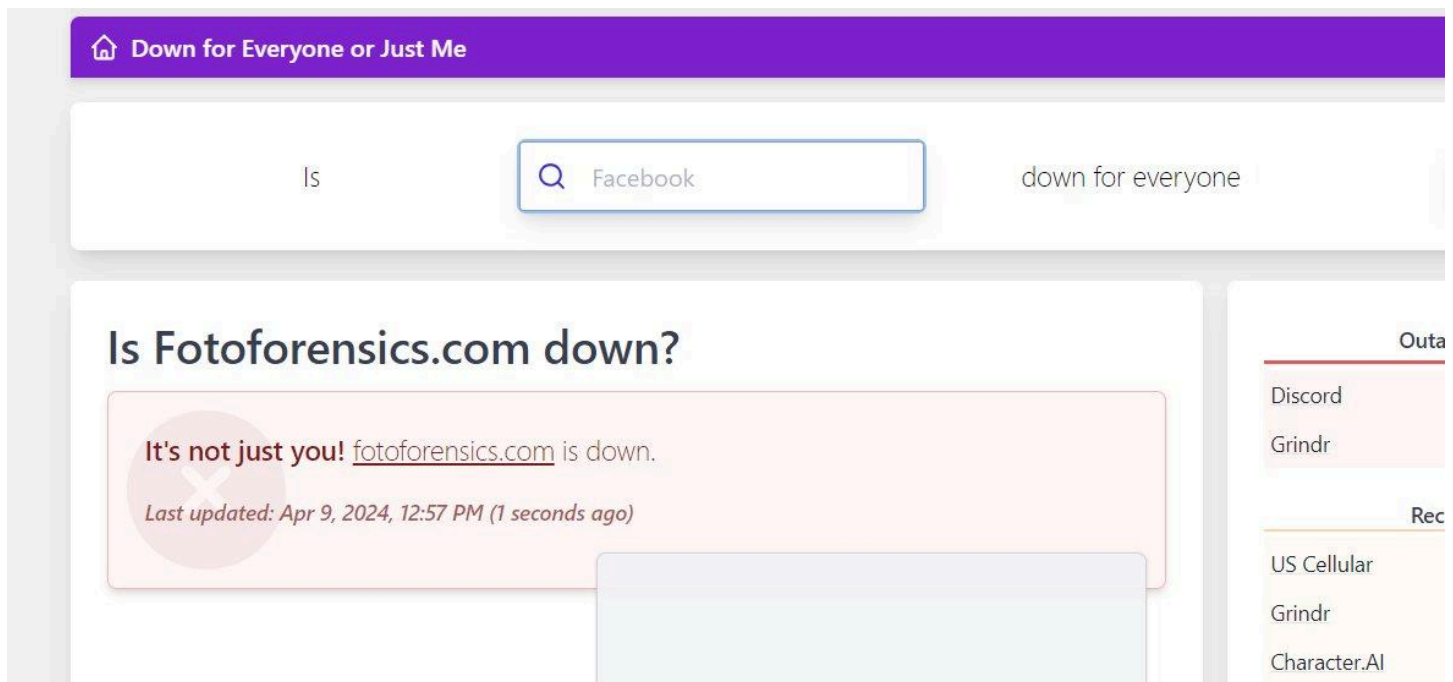 Down for Everyone or Just Me
Is
Facebook
down for everyone
Is Fotoforensics.com down?
It's not just you! fotoforensics.com is down.
Last updated: Apr 9, 2024, 12:57 PM (1 seconds ago)
Discord
Grindr
US Cellular
Grindr
Character.AI